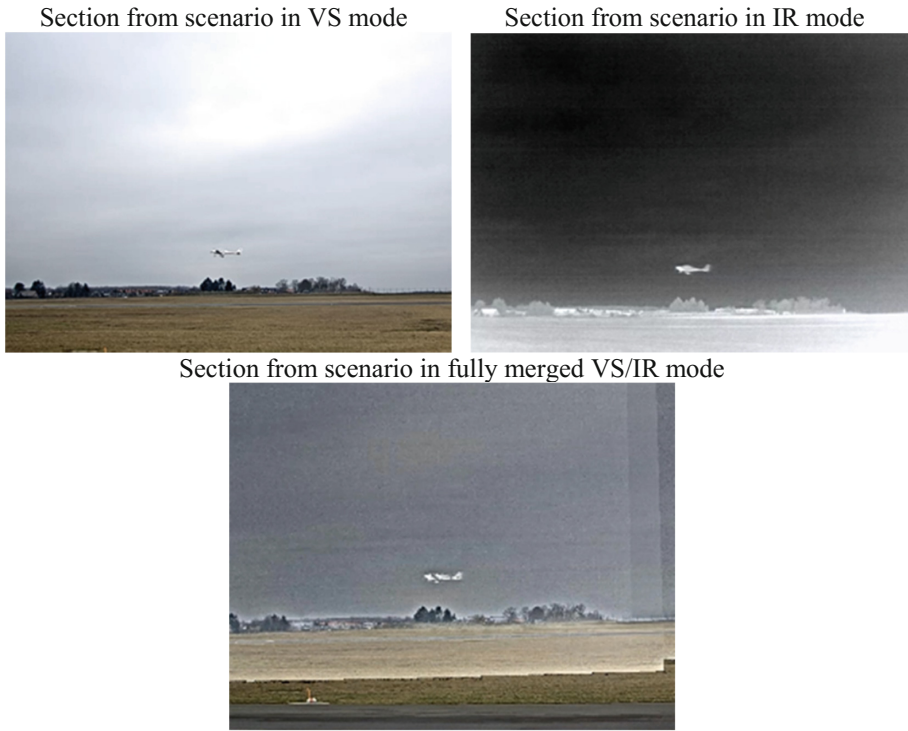 Section from scenario in VS mode
Section from scenario in IR mode
Section from scenario in fully merged VS/IR mode